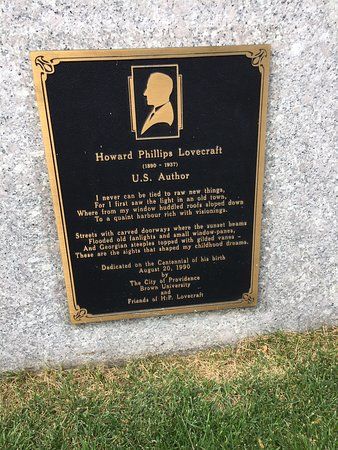 Howard Phillips Lovecraft
(1890 - 1937)
U.S. Author
I never can be tied to raw new things,
For I first saw the light in an old town,
Where from my window huddled roofs sloped down
To a quaint harbour rich with visionings.
Streets with carved doorways where the sunset beams
Flooded old fanlights and small window-panes,
And Georgian steeples topped with gilded vanes -
These are the sights that shaped my childhood dreams.
Dedicated on the Centennial of his birth
August 20, 1990
by
The City of Providence
Brown University
and
Friends of H.P. Lovecraft